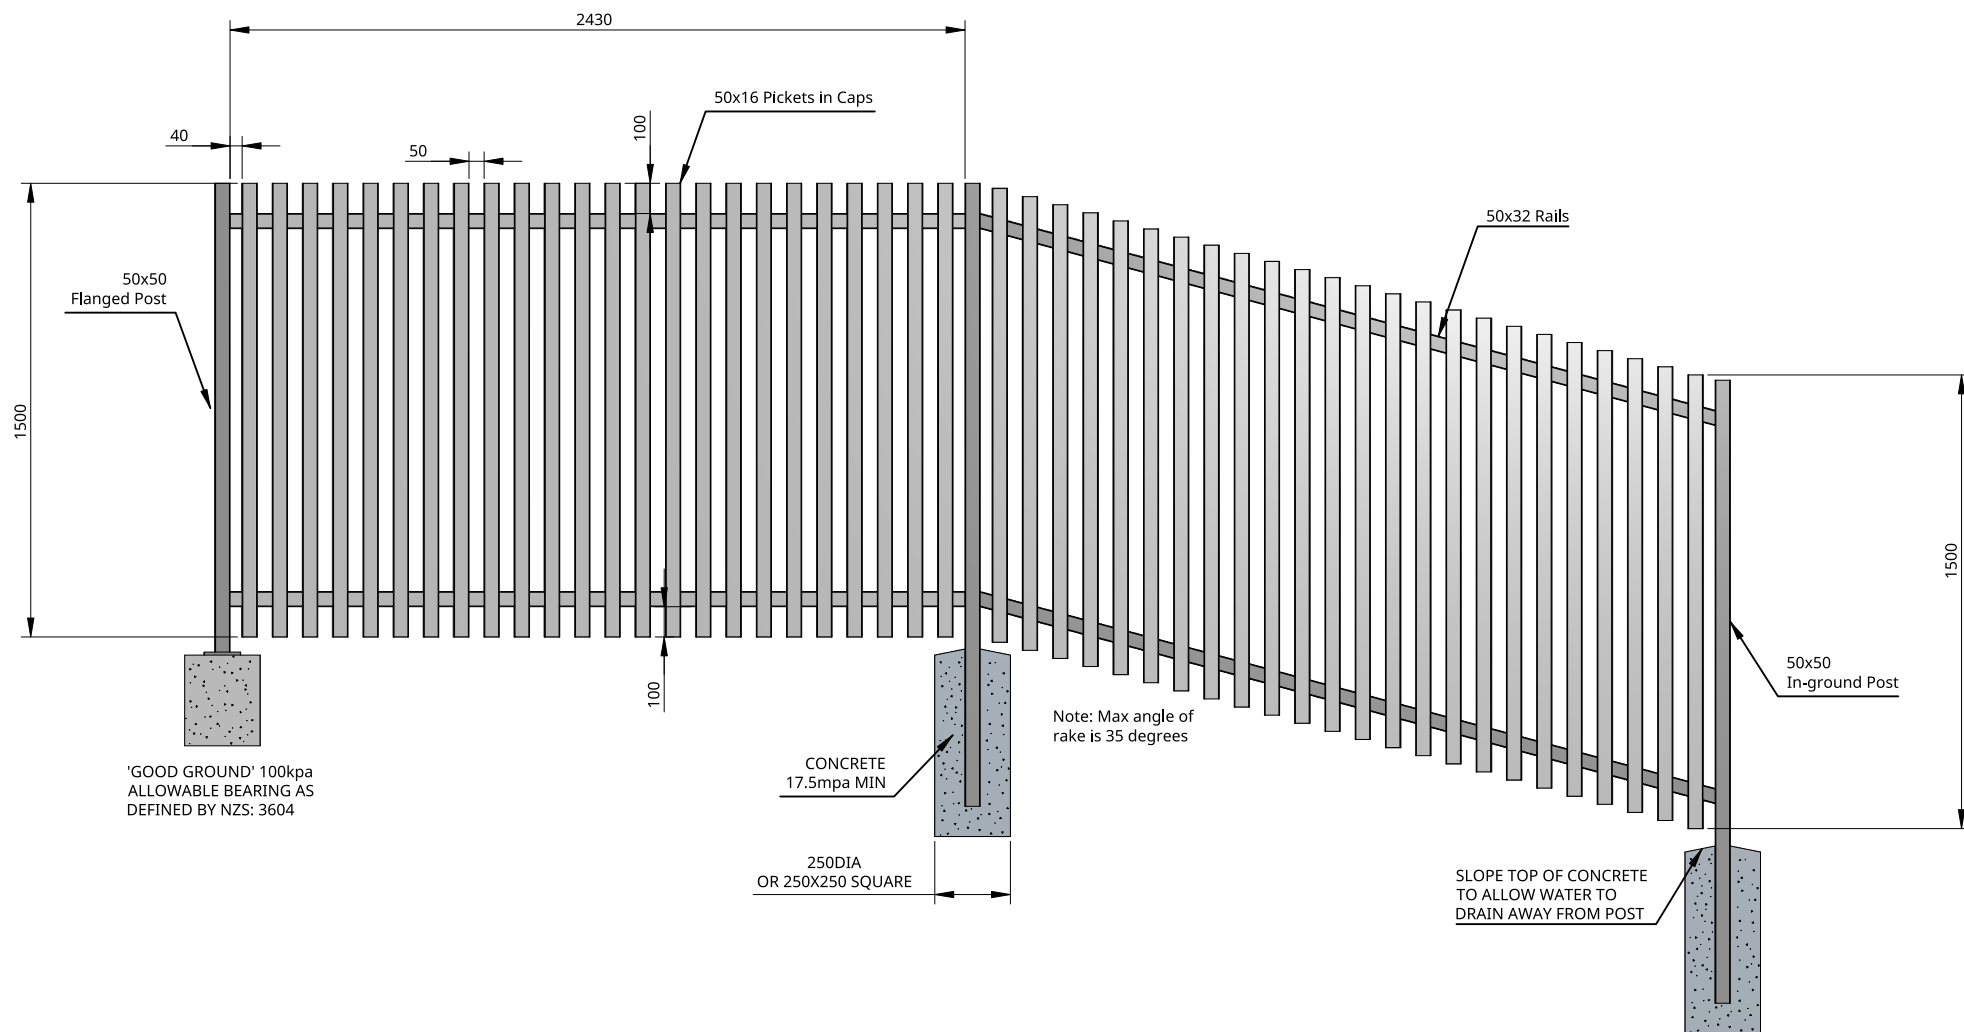 2430
50x16 Pickets in Caps
100
40
50
50x32 Rails
50x50
Flanged Post
1500
1500
50x50
In-ground Post
100
Note: Max angle of
rake is 35 degrees
CONCRETE
17.5mpa MIN
'GOOD GROUND' 100kpa
ALLOWABLE BEARING AS
DEFINED BY NZS: 3604
250DIA
OR 250X250 SQUARE
SLOPE TOP OF CONCRETE
TO ALLOW WATER TO
DRAIN AWAY FROM POST